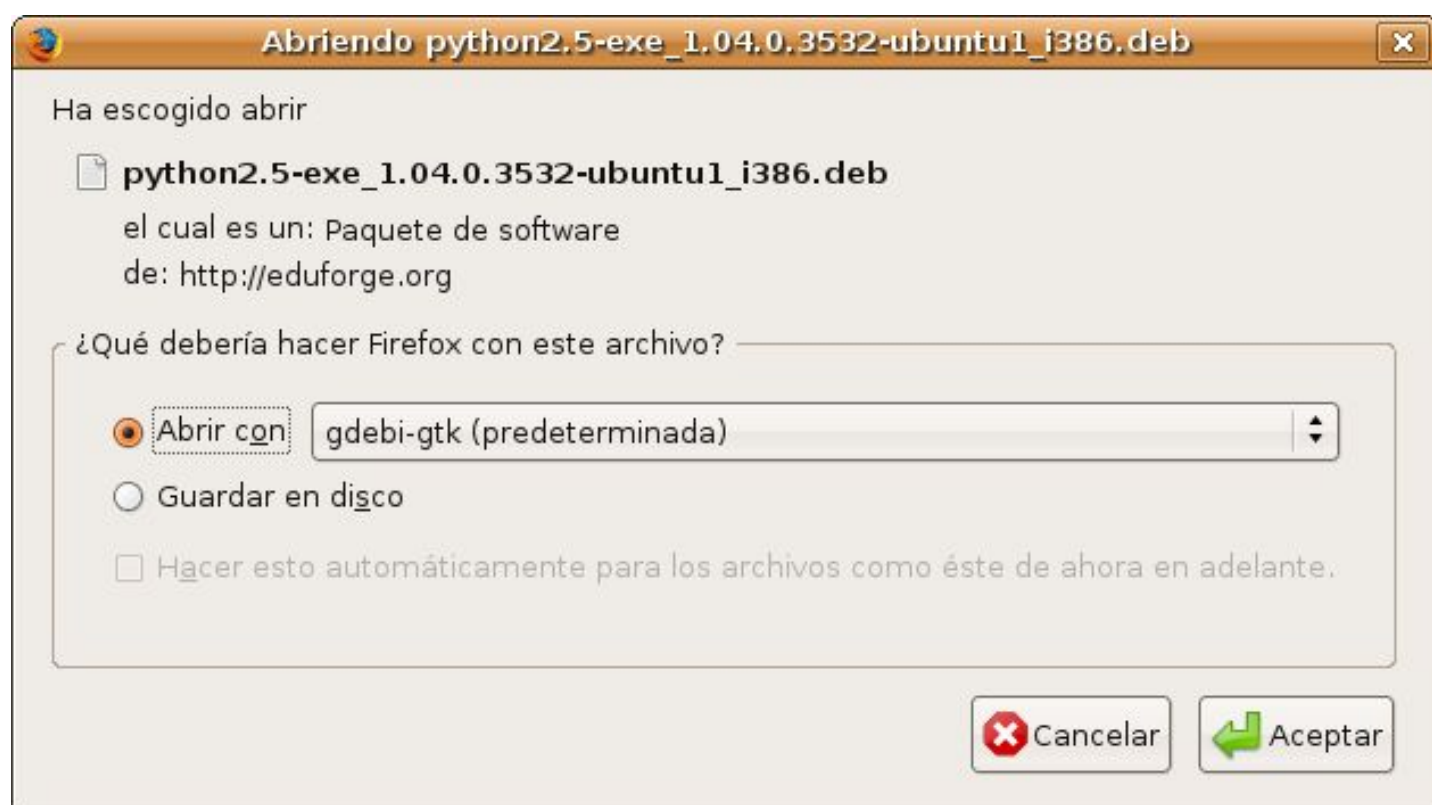 Abriendo python2.5-exe_1.04.0.3532-ubuntu1_i386.deb
Ha escogido abrir
python2.5-exe_1.04.0.3532-ubuntu1_i386.deb
el cual es un: Paquete de software
de: http://eduforge.org
¿Qué debería hacer Firefox con este archivo?
Abrir con gdebi-gtk (predeterminada)
Guardar en disco
Hacer esto automáticamente para los archivos como éste de ahora en adelante.
Cancelar Aceptar